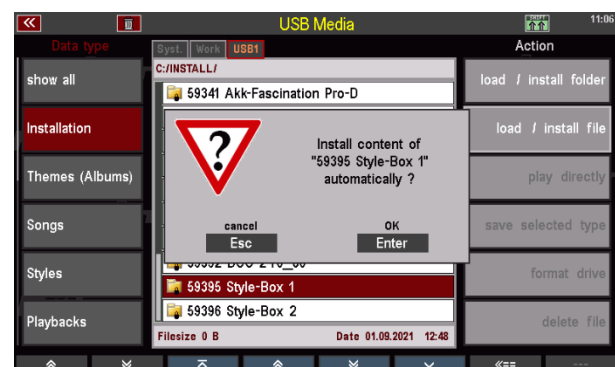 USB Media
SHIFT
11:06
Data type
Syst. Work USB1
Action
C:/INSTALL/
show all
59341 Akk-Fascination Pro-D
load / install folder
Installation
Install content of
"59395 Style-Box 1"
automatically ?
load / install file
Themes (Albums)
play directly
Songs
cancel
OK
Esc
Enter
save selected type
Styles
59395 Style-Box 1
format drive
Playbacks
59396 Style-Box 2
delete file
Filesize 0 B
Date 01.09.2021 12:48